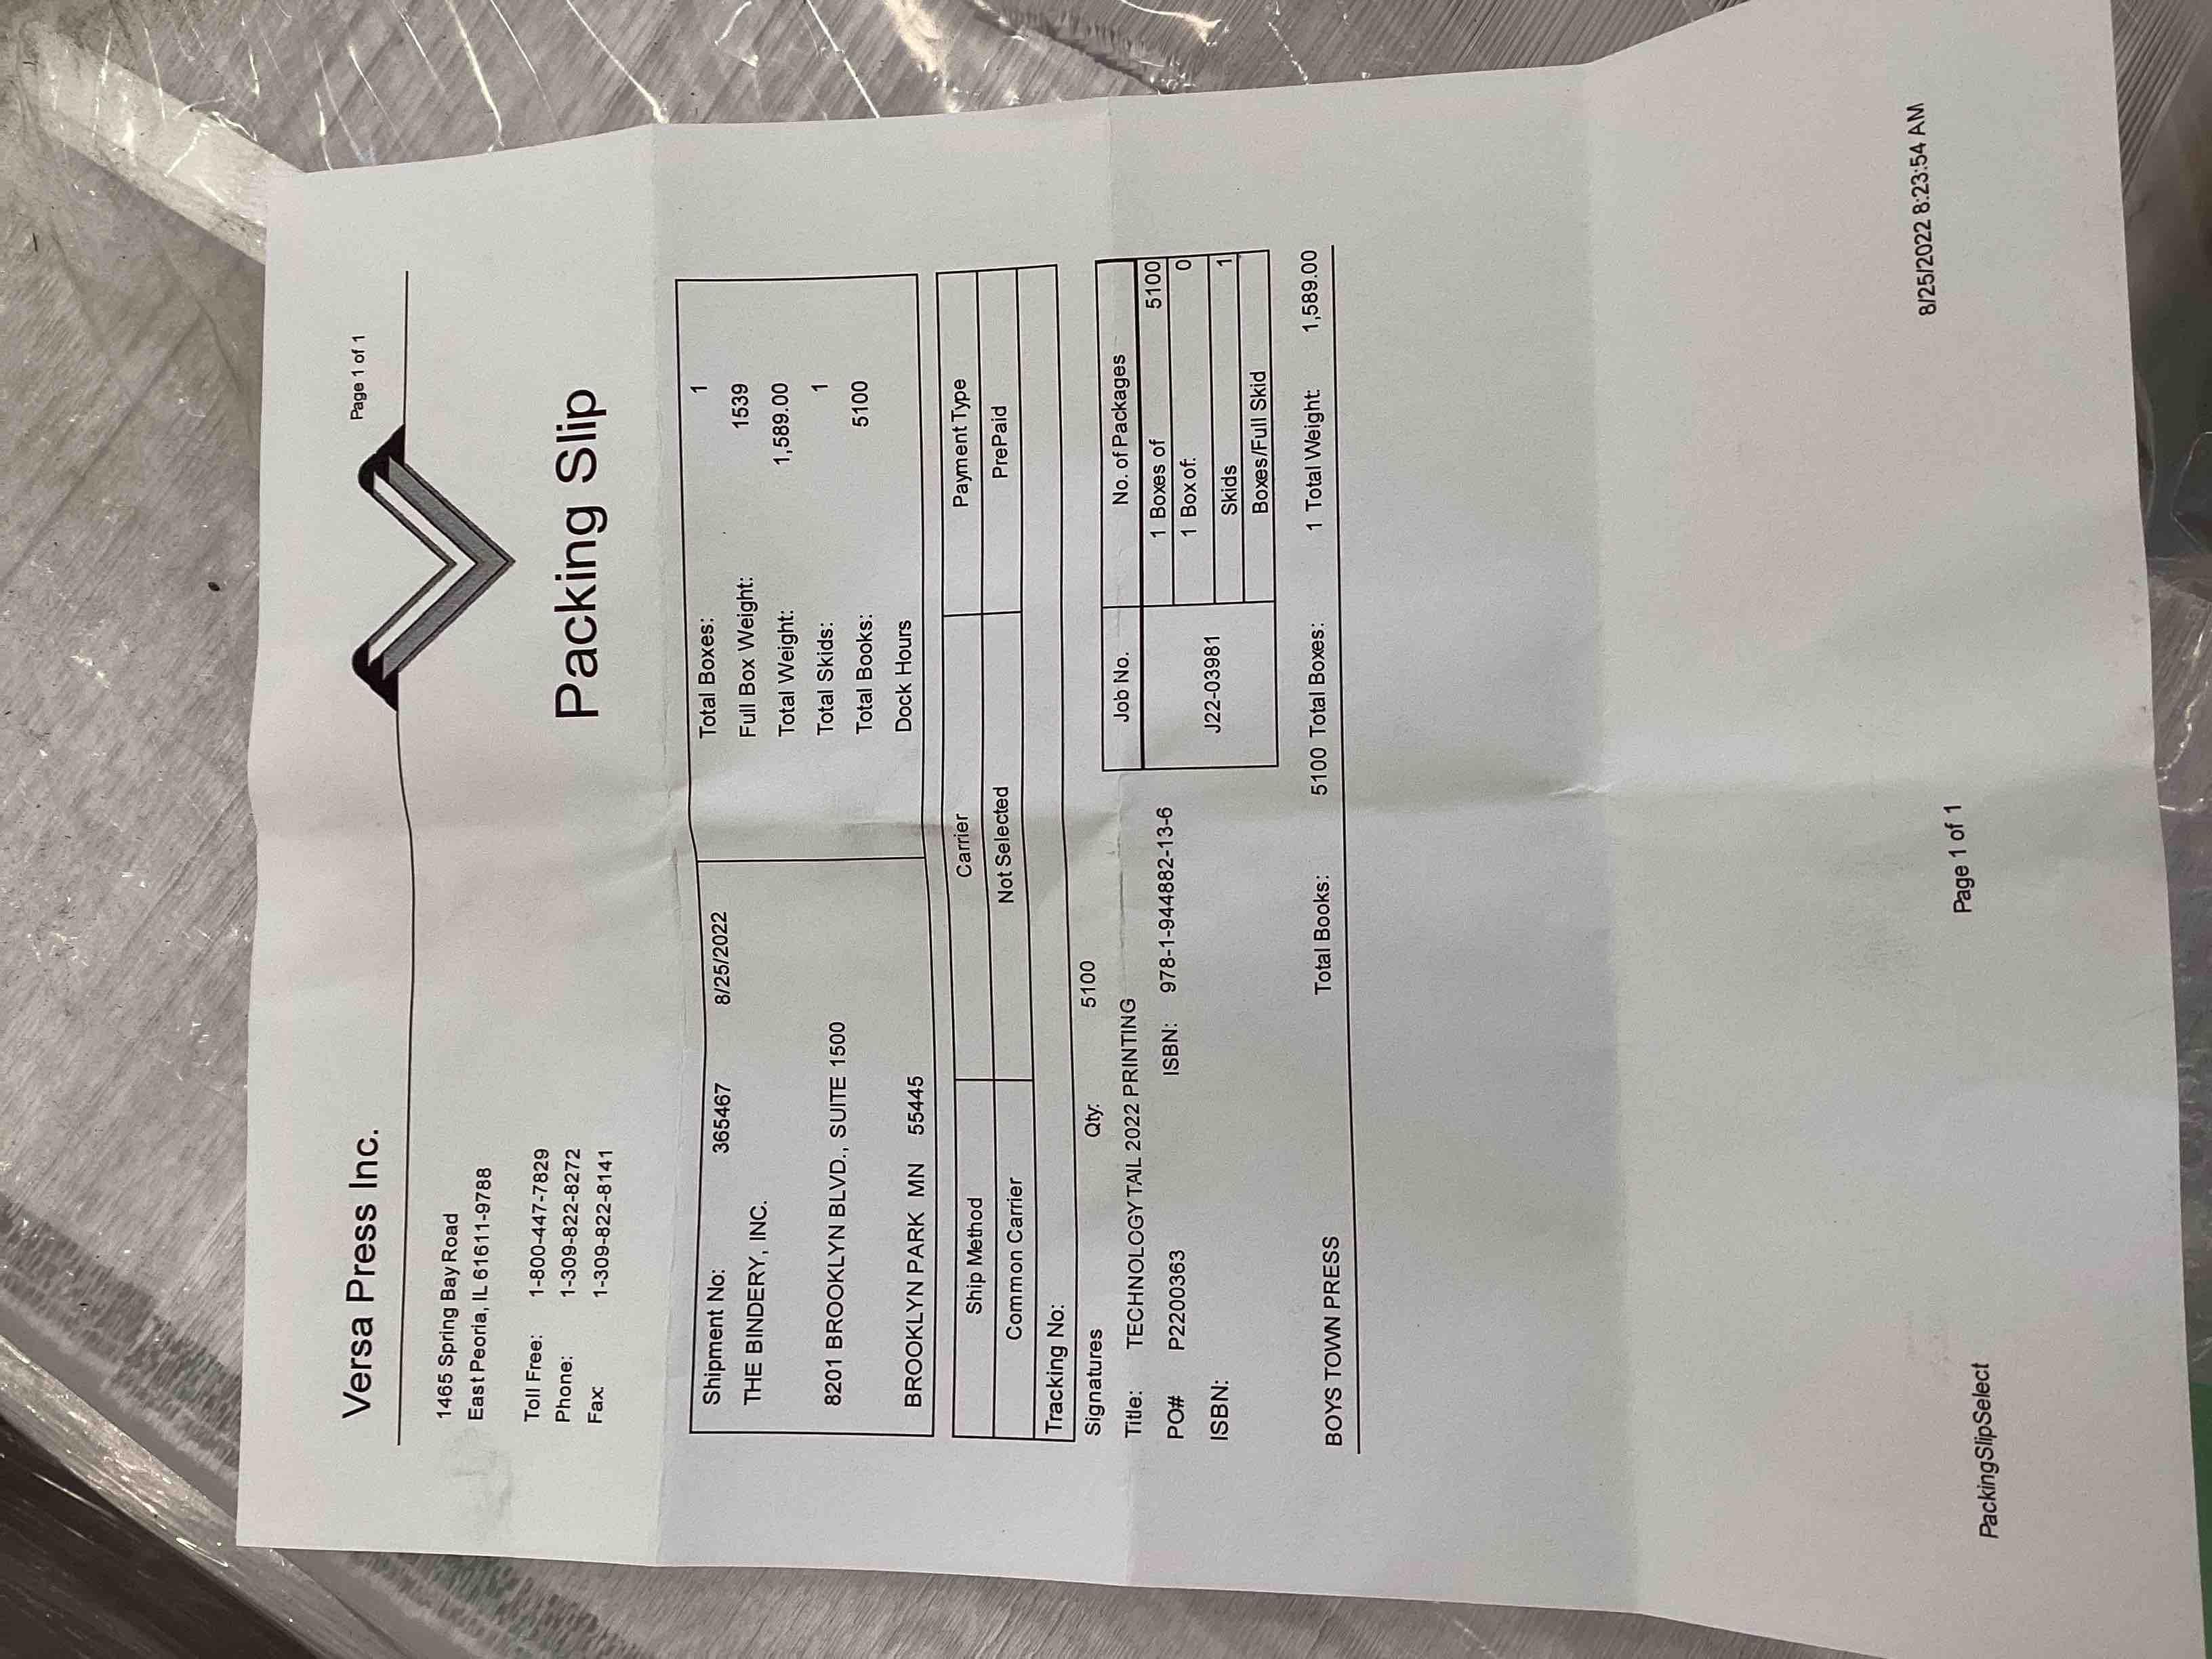 Page 1 of 1
Versa Press Inc.
1465 Spring Bay Road
East Peoria, IL 61611-9788
Toll Free: 1-800-447-7829
Phone: 1-309-822-8272
Fax: 1-309-822-8141
Packing Slip
Shipment No: 365467 8/25/2022 Total Boxes: 1
THE BINDERY, INC. Full Box Weight: 1539
Total Weight: 1,589.00
8201 BROOKLYN BLVD., SUITE 1500 Total Skids: 1
Total Books: 5100
BROOKLYN PARK MN 55445 Dock Hours
Ship Method Carrier Payment Type
Common Carrier Not Selected PrePaid
Tracking No:
Signatures Qty: 5100
Title: TECHNOLOGY TAIL 2022 PRINTING Job No. No. of Packages
PO# P2200363 ISBN: 978-1-944882-13-6 1 Boxes of 5100
1 Box of: 0
ISBN: J22-03981 Skids 1
Boxes/Full Skid
BOYS TOWN PRESS Total Books: 5100 Total Boxes: 1 Total Weight: 1,589.00
PackingSlipSelect Page 1 of 1 8/25/2022 8:23:54 AM